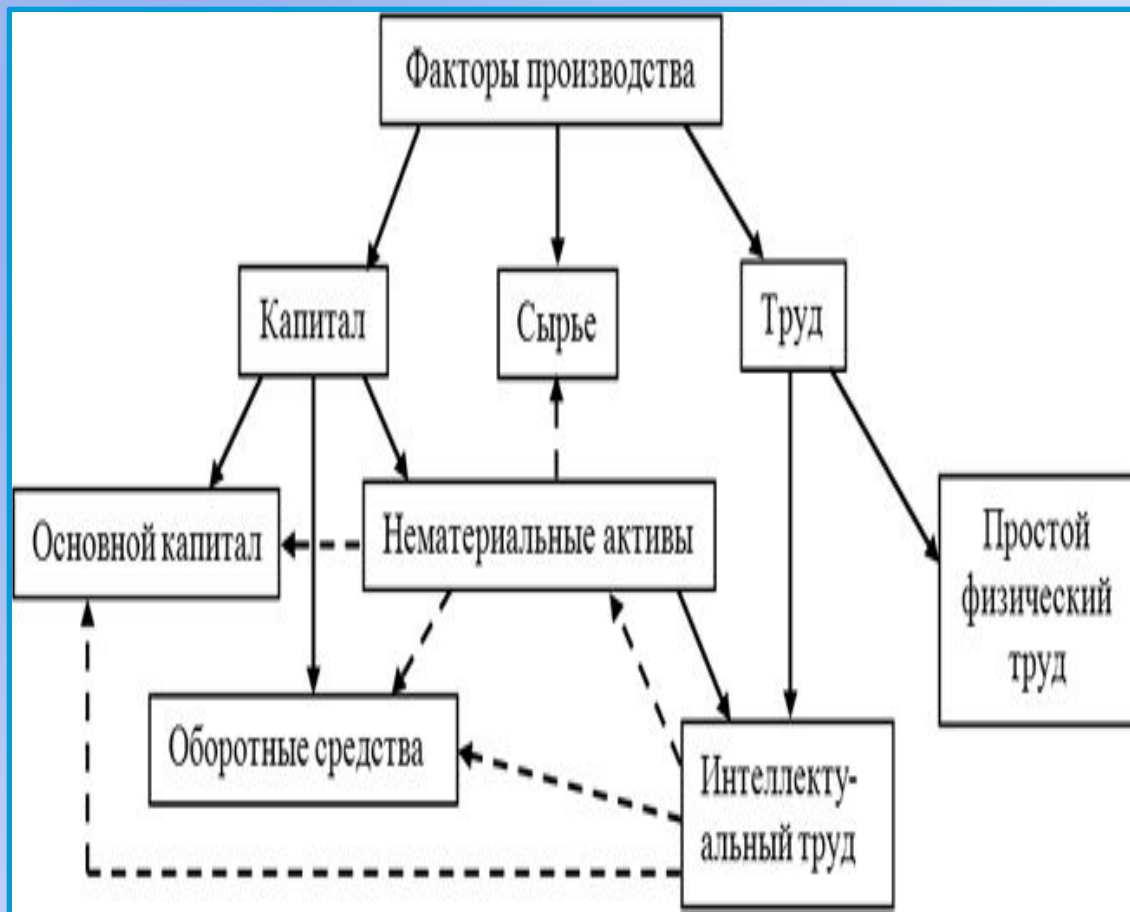 Факторы производства
Капитал
Сырье
Труд
Основной капитал
Нематериальные активы
Простой
физический
труд
Оборотные средства
Интеллекту-
альный труд